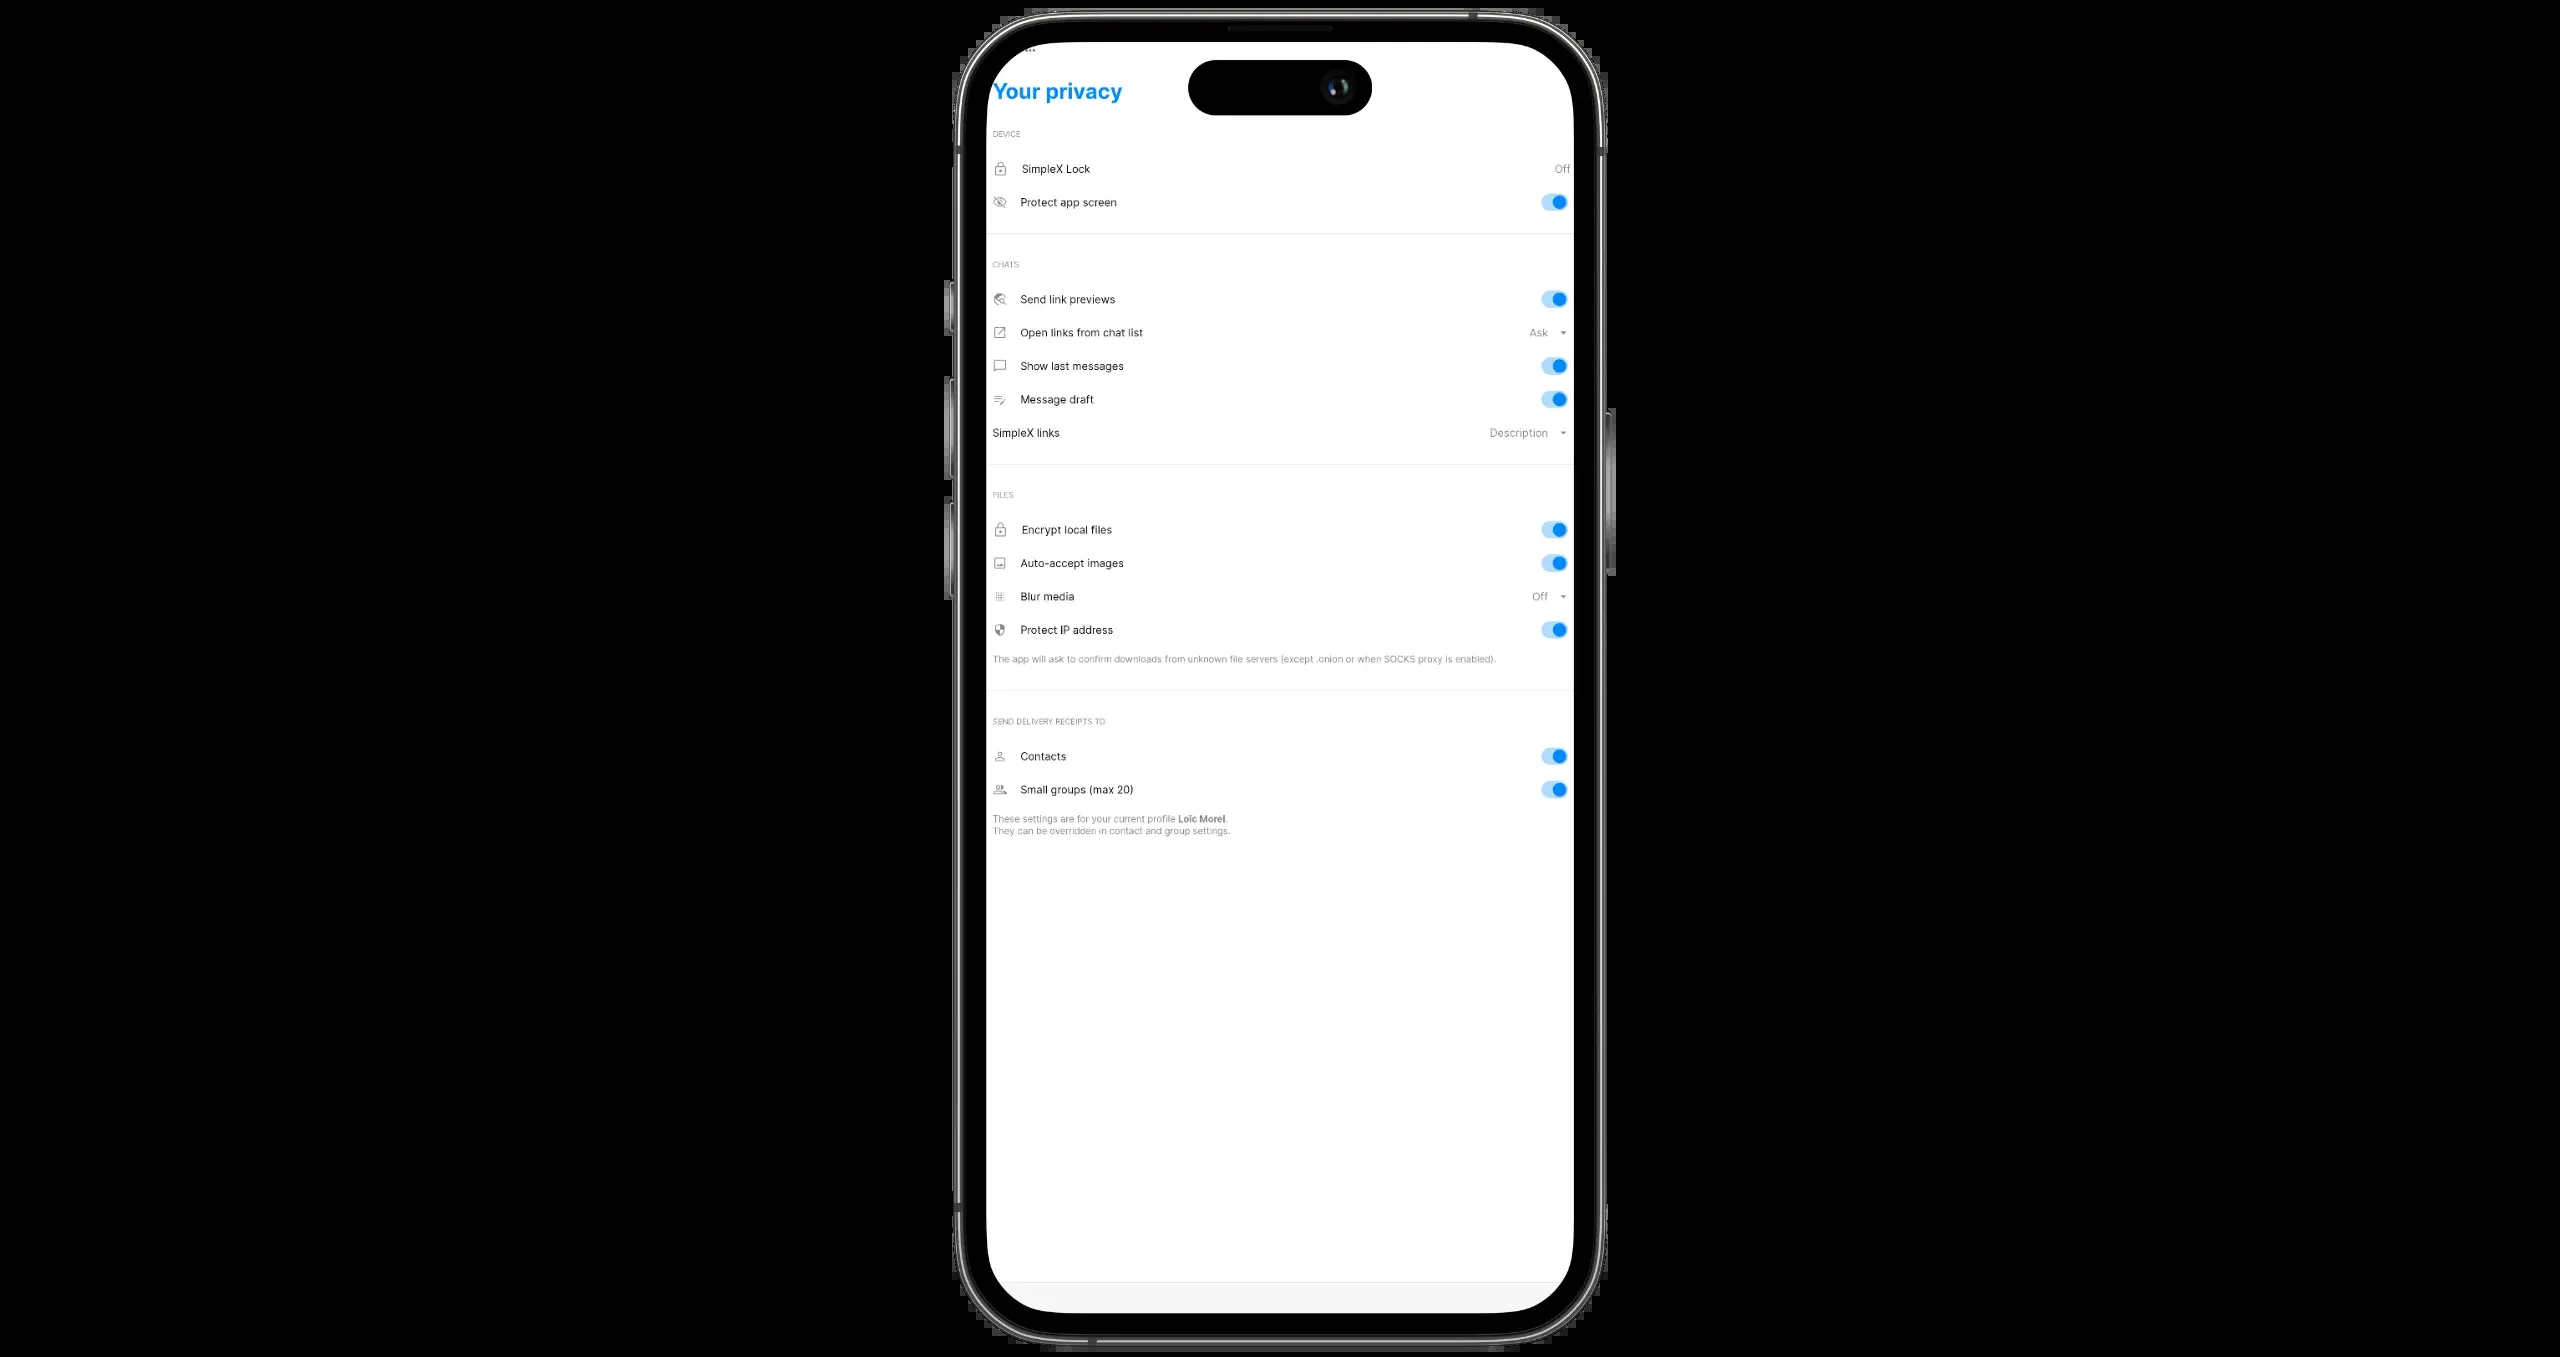 Your privacy
DEVICE
SimpleX Lock Off
Protect app screen
CHATS
Send link previews
Open links from chat list Ask
Show last messages
Message draft
SimpleX links Description
FILES
Encrypt local files
Auto-accept images
Blur media Off
Protect IP address
The app will ask to confirm downloads from unknown file servers (except .onion or when SOCKS proxy is enabled).
SEND DELIVERY RECEIPTS TO
Contacts
Small groups (max 20)
These settings are for your current profile Loïc Morel.
They can be overridden in contact and group settings.